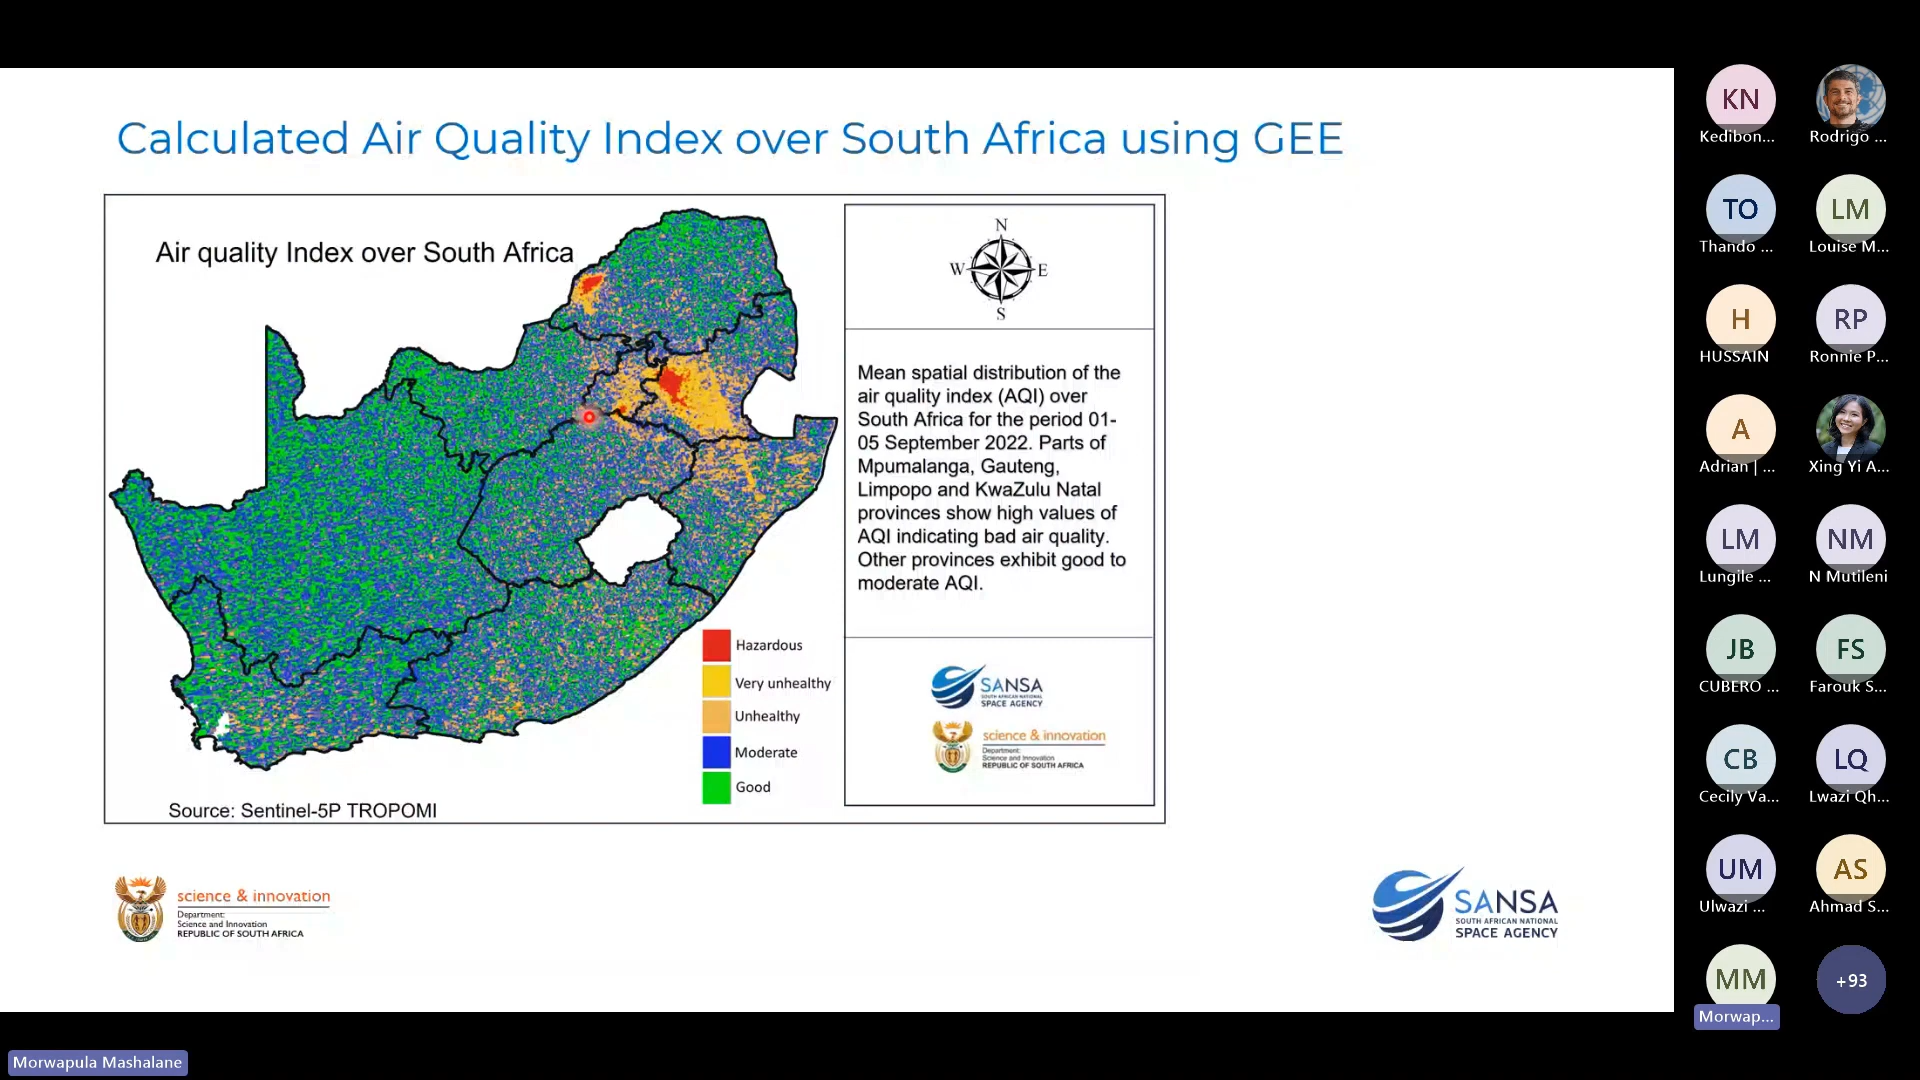 Calculated Air Quality Index over South Africa using GEE
Air quality Index over South Africa
N
W
E
S
Mean spatial distribution of the
air quality index (AQI) over
South Africa for the period 01-
05 September 2022. Parts of
Mpumalanga, Gauteng,
Limpopo and KwaZulu Natal
provinces show high values of
AQI indicating bad air quality.
Other provinces exhibit good to
moderate AQI.
Hazardous
Very unhealthy
Unhealthy
Moderate
Good
SANSA
SOUTH AFRICAN NATIONAL
SPACE AGENCY
science & innovation
Department:
Science and Innovation
REPUBLIC OF SOUTH AFRICA
Source: Sentinel-5P TROPOMI
science & innovation
Department:
Science and Innovation
REPUBLIC OF SOUTH AFRICA
SANSA
SOUTH AFRICAN NATIONAL
SPACE AGENCY
KN
Kedibon...
Rodrigo ...
TO
Thando ...
LM
Louise M...
H
HUSSAIN
RP
Ronnie P...
A
Adrian | ...
Xing Yi A...
LM
Lungile ...
NM
N Mutileni
JB
CUBERO ...
FS
Farouk S...
CB
Cecily Va...
LQ
Lwazi Qh...
UM
Ulwazi ...
AS
Ahmad S...
MM
Morwap...
+93
Morwapula Mashalane